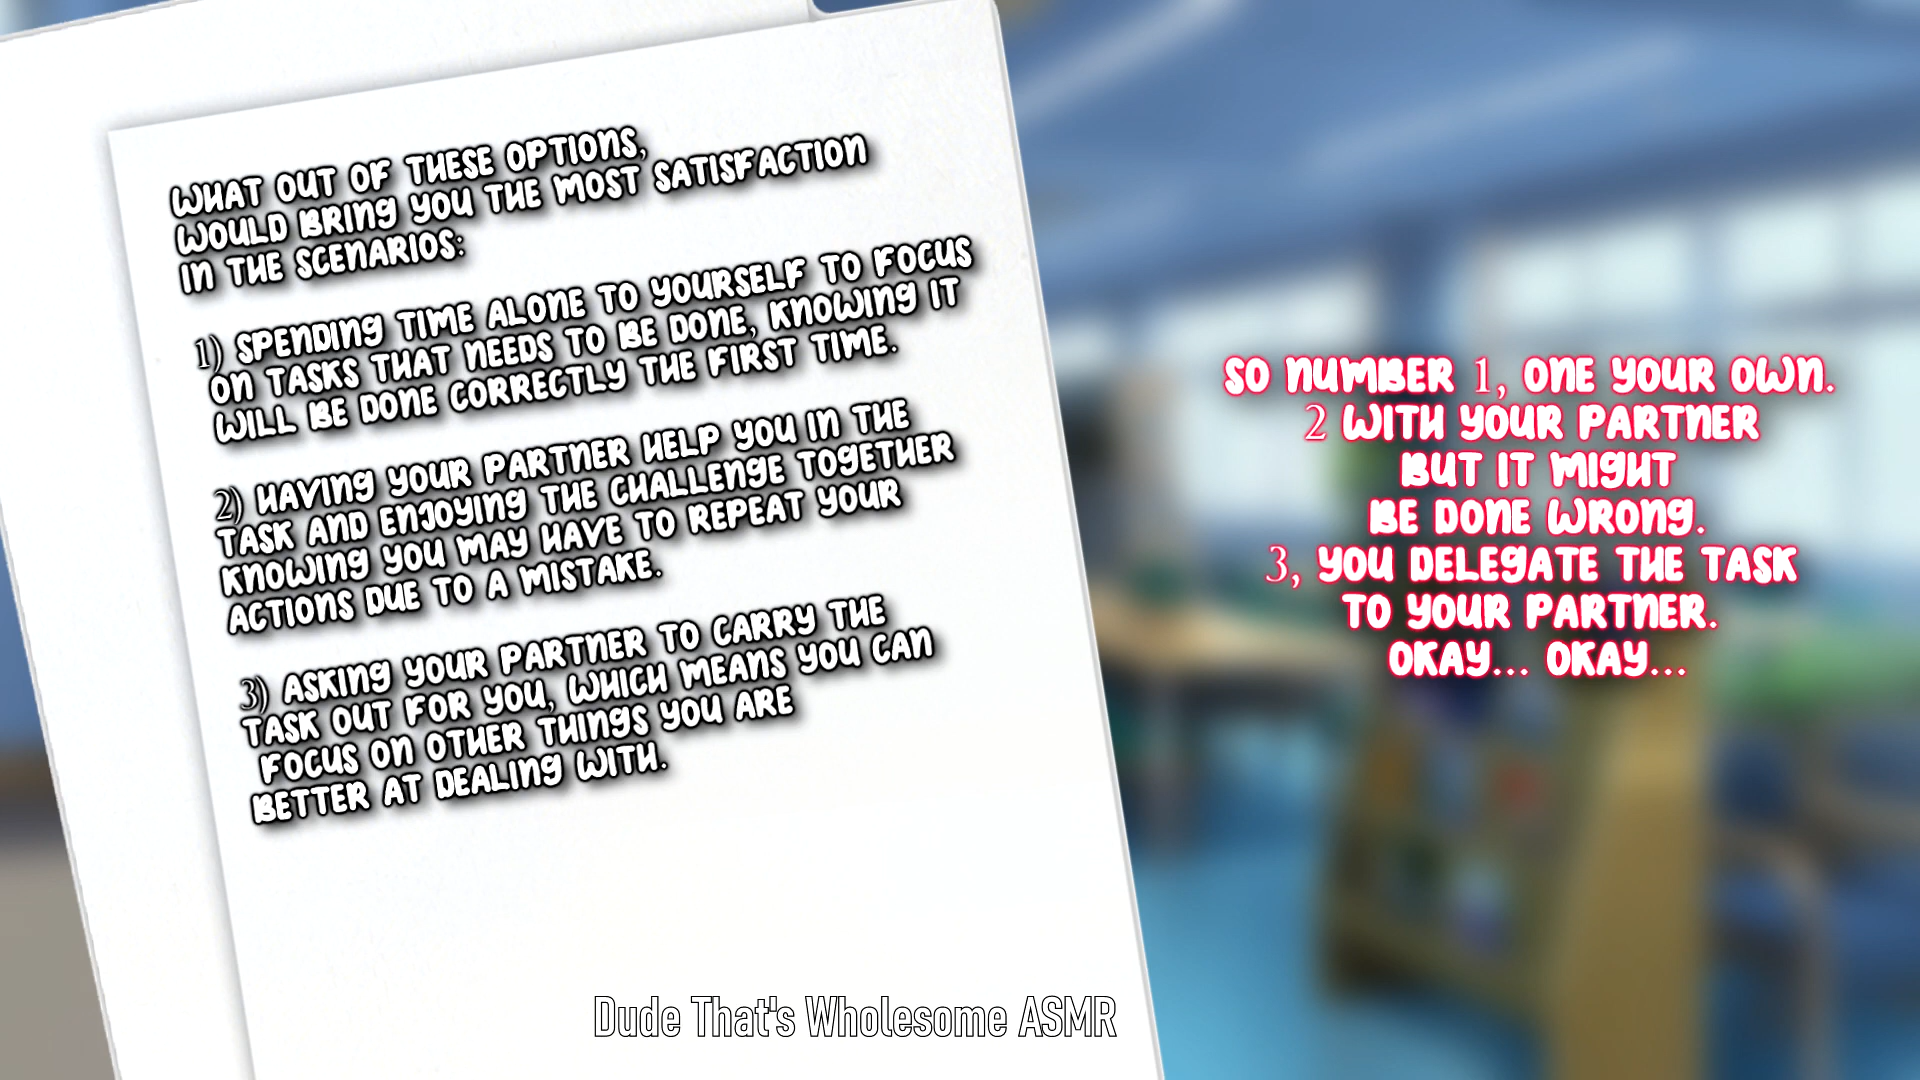 WHAT OUT OF THESE OPTIONS,
WOULD BRING YOU THE MOST SATISFACTION
IN THE SCENARIOS:
1) SPENDING TIME ALONE TO YOURSELF TO FOCUS
ON TASKS THAT NEEDS TO BE DONE, KNOWING IT
WILL BE DONE CORRECTLY THE FIRST TIME.
2) HAVING YOUR PARTNER HELP YOU IN THE
TASK AND ENJOYING THE CHALLENGE TOGETHER
KNOWING YOU MAY HAVE TO REPEAT YOUR
ACTIONS DUE TO A MISTAKE.
3) ASKING YOUR PARTNER TO CARRY THE
TASK OUT FOR YOU, WHICH MEANS YOU CAN
FOCUS ON OTHER THINGS YOU ARE
BETTER AT DEALING WITH.
SO NUMBER 1, ONE YOUR OWN.
2 WITH YOUR PARTNER
BUT IT MIGHT
BE DONE WRONG.
3, YOU DELEGATE THE TASK
TO YOUR PARTNER.
OKAY... OKAY...
Dude That's Wholesome ASMR